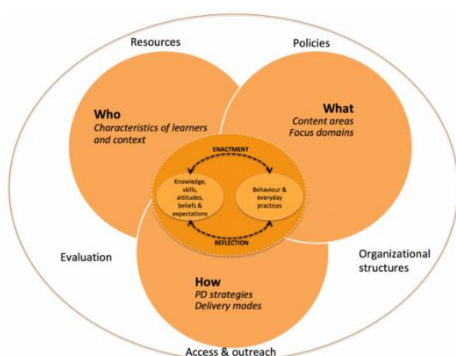 Resources
Policies
Who
Characteristics of learners
and context
What
Content areas
Focus domains
ENACTMENT
Knowledge,
skills,
attitudes,
beliefs &
expectations
Behaviour &
everyday
practices
REFLECTION
Evaluation
Organizational
structures
How
PD strategies
Delivery modes
Access & outreach